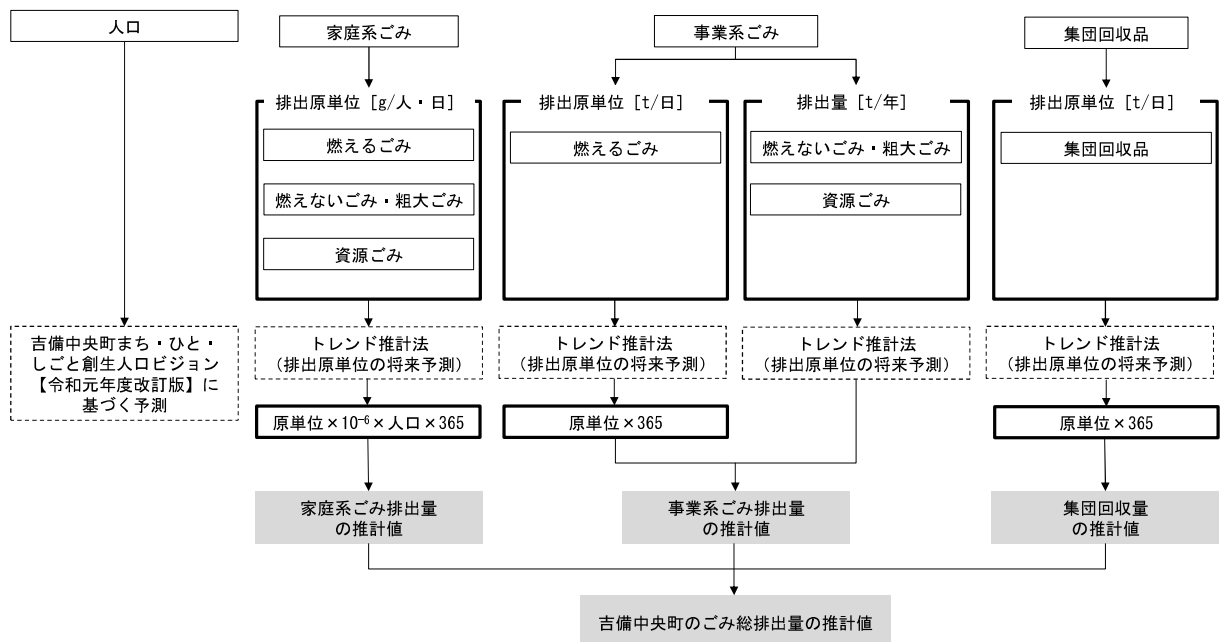 人口
家庭系ごみ
事業系ごみ
集団回収品
排出原単位［g/人・日］
排出原単位［t/日］
排出量［t/年］
排出原単位［t/日］
燃えるごみ
燃えないごみ・粗大ごみ
資源ごみ
燃えるごみ
燃えないごみ・粗大ごみ
資源ごみ
集団回収品
吉備中央町まち・ひと・
しごと創生人口ビジョン
【令和元年度改訂版】に
基づく予測
トレンド推計法
（排出原単位の将来予測）
トレンド推計法
（排出原単位の将来予測）
トレンド推計法
（排出原単位の将来予測）
トレンド推計法
（排出原単位の将来予測）
原単位×10⁻⁶×人口×365
原単位×365
原単位×365
家庭系ごみ排出量
の推計値
事業系ごみ排出量
の推計値
集団回収量
の推計値
吉備中央町のごみ総排出量の推計値